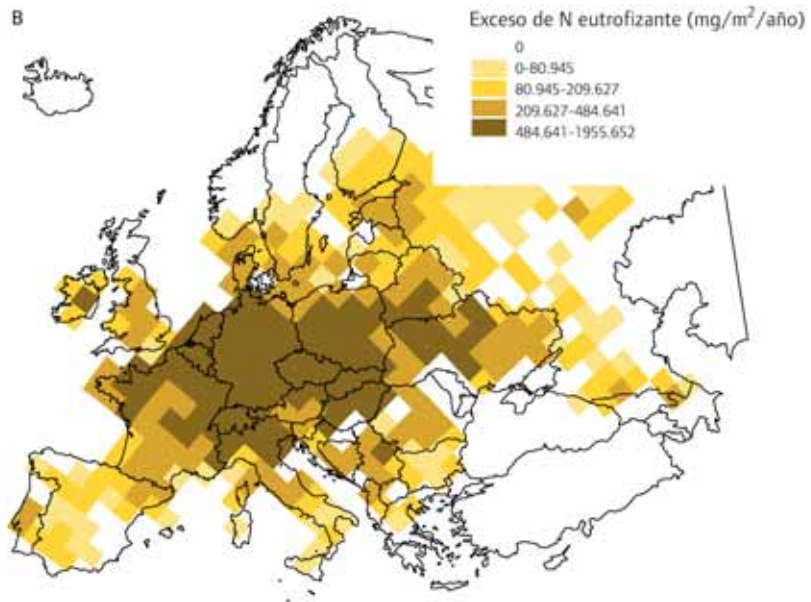 B
Exceso de N eutrofizante (mg/m²/año)
0
0-80.945
80.945-209.627
209.627-484.641
484.641-1955.652